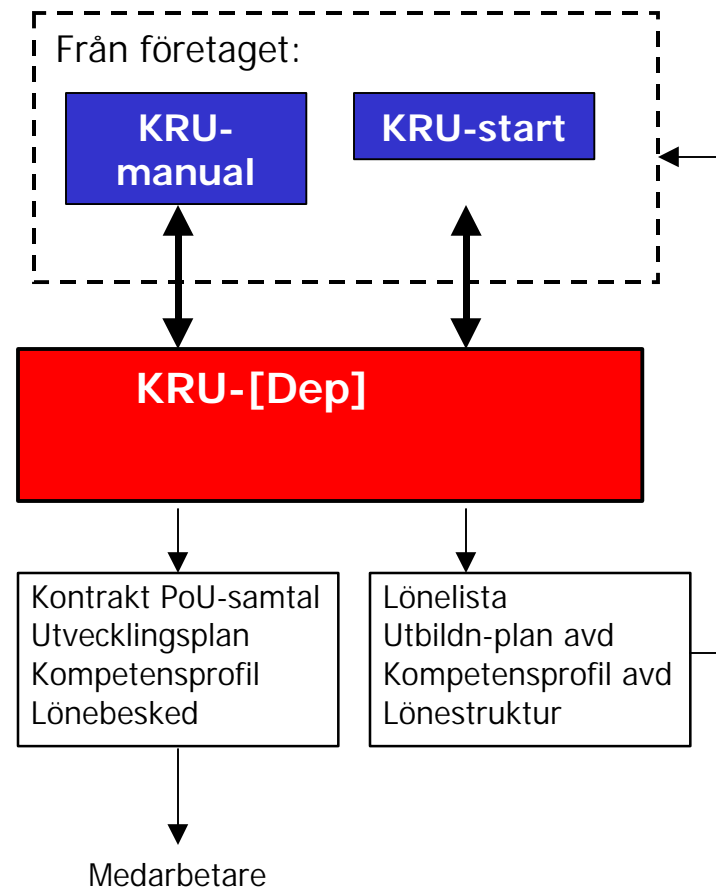 Från företaget:
KRU-
manual
KRU-start
KRU-[Dep]
Kontrakt PoU-samtal
Utvecklingsplan
Kompetensprofil
Lönebesked
Lönelista
Utbildn-plan avd
Kompetensprofil avd
Lönestruktur
Medarbetare